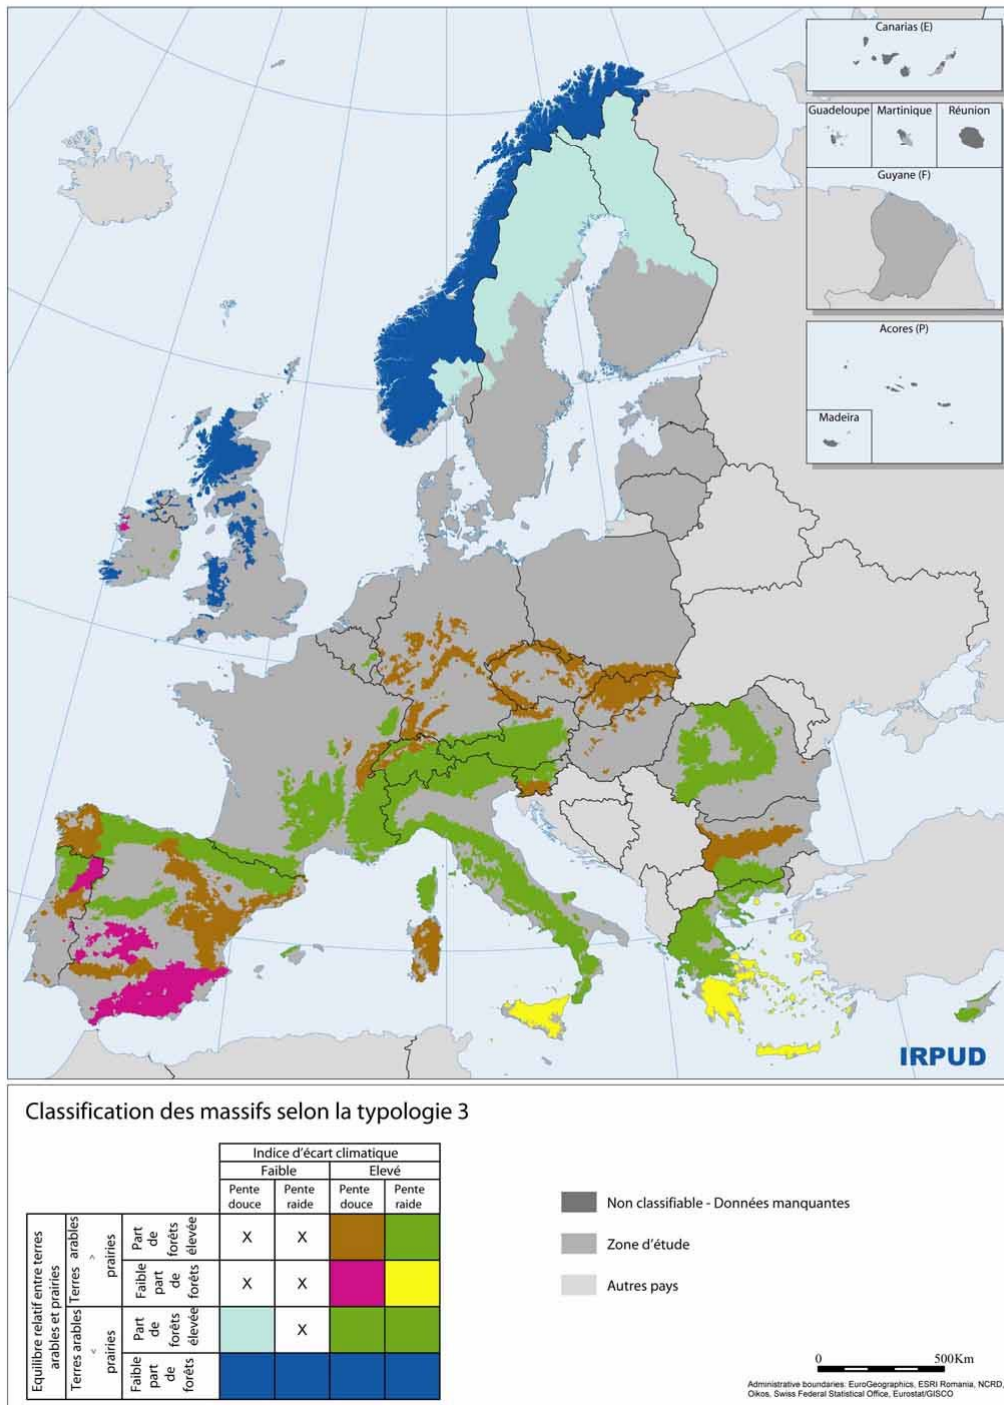 Canarias (E)
Guadeloupe
Martinique
Réunion
Guyane (F)
Acores (P)
Madeira
IRPUD
Classification des massifs selon la typologie 3
Indice d'écart climatique
Faible
Elevé
Pente douce
Pente raide
Pente douce
Pente raide
Equilibre relatif entre terres
arables et prairies
Terres arables
>
prairies
Part de forêts élevée
X
X
Faible part de forêts
X
X
Terres arables
<
prairies
Part de forêts élevée
X
Faible part de forêts
Non classifiable - Données manquantes
Zone d'étude
Autres pays
0
500Km
Administrative boundaries: EuroGeographics, ESRI Romania, NCRD,
Oikos, Swiss Federal Statistical Office, Eurostat/GISCO